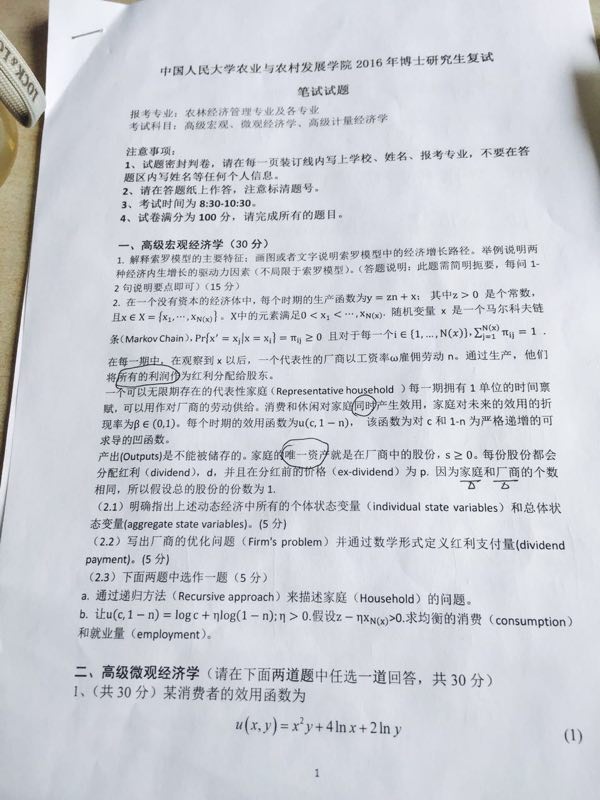 LOCK&LO
中国人民大学农业与农村发展学院 2016 年博士研究生复试
笔试试题
报考专业：农林经济管理专业及各专业
考试科目：高级宏观、微观经济学、高级计量经济学
注意事项：
1、试题密封判卷，请在每一页装订线内写上学校、姓名、报考专业，不要在答
题区内写姓名等任何个人信息。
2、请在答题纸上作答，注意标清题号。
3、考试时间为 8:30-10:30。
4、试卷满分为 100 分，请完成所有的题目。
一、高级宏观经济学（30 分）
1. 解释索罗模型的主要特征；画图或者文字说明索罗模型中的经济增长路径。举例说明两
种经济内生增长的驱动力因素（不局限于索罗模型）。（答题说明：此题需简明扼要，每问 1-
2 句说明要点即可）（15 分）
2. 在一个没有资本的经济体中，每个时期的生产函数为y = zn + x；其中z > 0 是个常数，
且x ∈ X = {x₁, ⋯, x_{N(x)}}。X中的元素满足0 < x₁ < ⋯, x_{N(x)}. 随机变量 x 是一个马尔科夫链
条（Markov Chain），Pr{x′ = xⱼ|x = xᵢ} = πᵢⱼ ≥ 0 且对于每一个i ∈ {1, …, N(x)}，∑_{j=1}^{N(x)} πᵢⱼ = 1 .
在每一期中，在观察到 x 以后，一个代表性的厂商以工资率ω雇佣劳动 n。通过生产，他们
将所有的利润作为红利分配给股东。
一个可以无限期存在的代表性家庭（Representative household ）每一期拥有 1 单位的时间禀
赋，可以用作对厂商的劳动供给。消费和休闲对家庭同时产生效用，家庭对未来的效用的折
现率为β ∈ (0,1)。每个时期的效用函数为u(c, 1 − n)， 该函数为对 c 和 1-n 为严格递增的可
求导的凹函数。
产出(Outputs)是不能被储存的。家庭的唯一资产就是在厂商中的股份，s ≥ 0。每份股份都会
分配红利（dividend），d，并且在分红前的价格（ex-dividend）为 p. 因为家庭和厂商的个数
相同，所以假设总的股份的份数为 1.
（2.1）明确指出上述动态经济中所有的个体状态变量（individual state variables）和总体状
态变量(aggregate state variables)。(5 分)
（2.2）写出厂商的优化问题（Firm's problem）并通过数学形式定义红利支付量(dividend
payment)。(5 分)
（2.3）下面两题中选作一题（5 分）
a. 通过递归方法（Recursive approach）来描述家庭（Household）的问题。
b. 让u(c, 1 − n) = log c + ηlog(1 − n); η > 0.假设z − ηx_{N(x)}>0.求均衡的消费（consumption）
和就业量（employment）。
二、高级微观经济学（请在下面两道题中任选一道回答，共 30 分）
1、（共 30 分）某消费者的效用函数为
u(x, y) = x²y + 4 ln x + 2 ln y
(1)
1